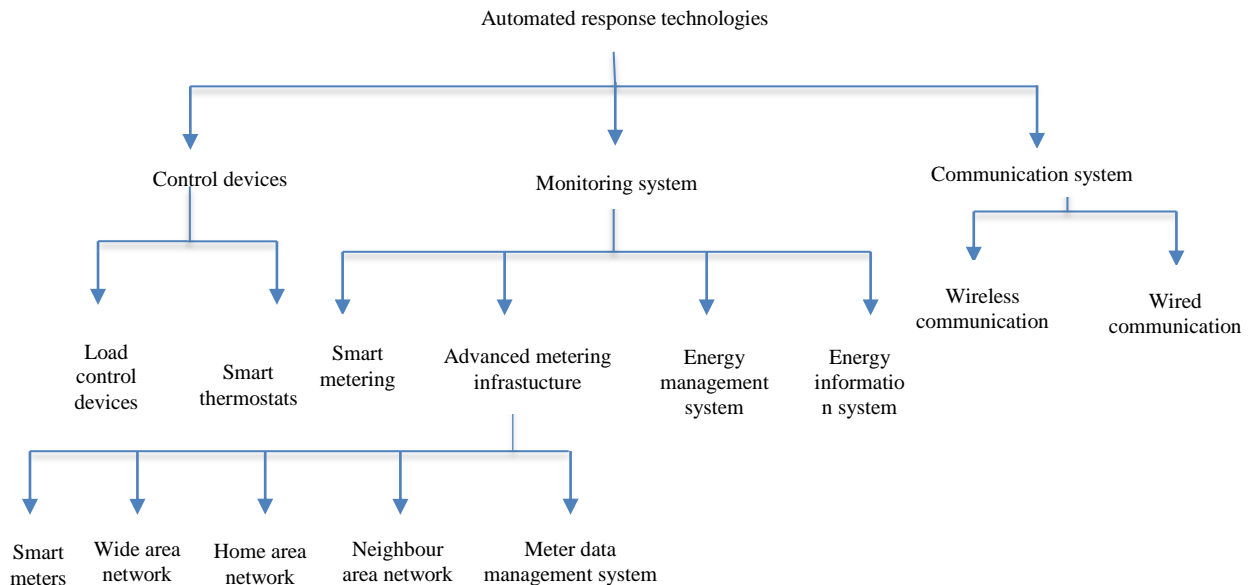 Automated response technologies
Control devices
Monitoring system
Communication system
Load
control
devices
Smart
thermostats
Smart
metering
Advanced metering
infrastucture
Energy
management
system
Energy
informatio
n system
Wireless
communication
Wired
communication
Smart
meters
Wide area
network
Home area
network
Neighbour
area network
Meter data
management system